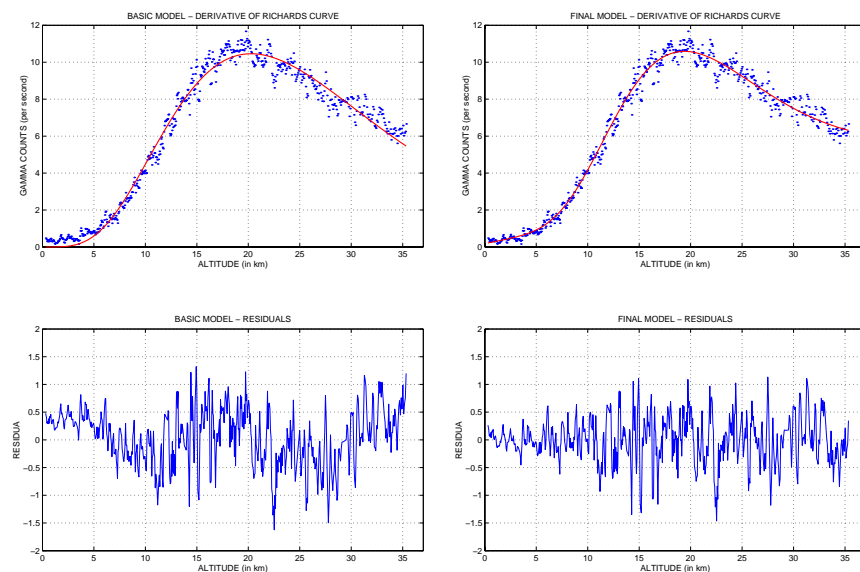 BASIC MODEL – DERIVATIVE OF RICHARDS CURVE
12
10
8
6
4
2
0
GAMMA COUNTS (per second)
0 5 10 15 20 25 30 35
ALTITUDE (in km)
FINAL MODEL – DERIVATIVE OF RICHARDS CURVE
12
10
8
6
4
2
0
GAMMA COUNTS (per second)
0 5 10 15 20 25 30 35
ALTITUDE (in km)
BASIC MODEL – RESIDUALS
2
1.5
1
0.5
0
–0.5
–1
–1.5
–2
RESIDUA
0 5 10 15 20 25 30 35
ALTITUDE (in km)
FINAL MODEL – RESIDUALS
2
1.5
1
0.5
0
–0.5
–1
–1.5
–2
RESIDUA
0 5 10 15 20 25 30 35
ALTITUDE (in km)